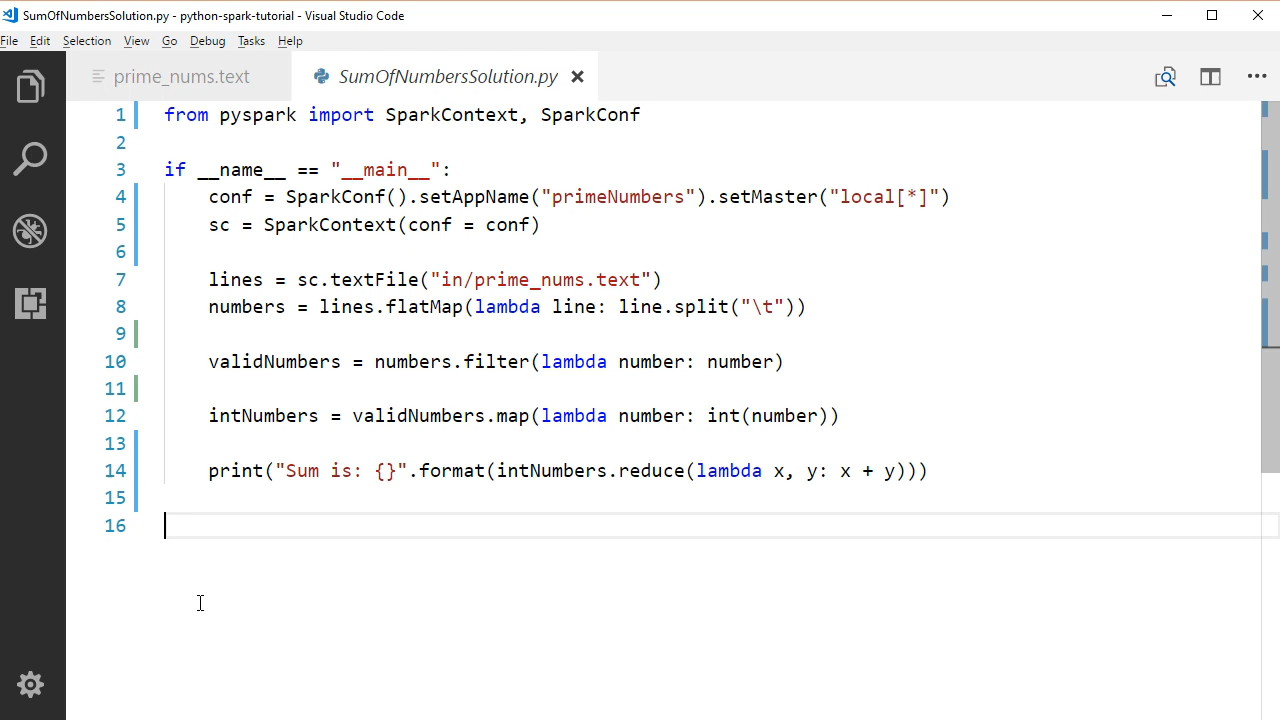 SumOfNumbersSolution.py - python-spark-tutorial - Visual Studio Code
File Edit Selection View Go Debug Tasks Help
prime_nums.text SumOfNumbersSolution.py
1 from pyspark import SparkContext, SparkConf
2
3 if __name__ == "__main__":
4 conf = SparkConf().setAppName("primeNumbers").setMaster("local[*]")
5 sc = SparkContext(conf = conf)
6
7 lines = sc.textFile("in/prime_nums.text")
8 numbers = lines.flatMap(lambda line: line.split("\t"))
9
10 validNumbers = numbers.filter(lambda number: number)
11
12 intNumbers = validNumbers.map(lambda number: int(number))
13
14 print("Sum is: {}".format(intNumbers.reduce(lambda x, y: x + y)))
15
16